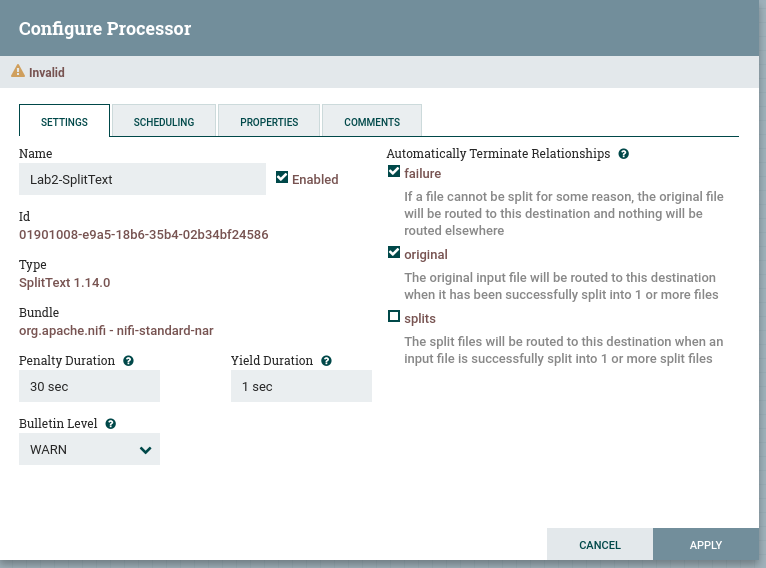 Configure Processor
Invalid
SETTINGS
SCHEDULING
PROPERTIES
COMMENTS
Name
Lab2-SplitText
Enabled
Id
01901008-e9a5-18b6-35b4-02b34bf24586
Type
SplitText 1.14.0
Bundle
org.apache.nifi - nifi-standard-nar
Penalty Duration
Yield Duration
30 sec
1 sec
Bulletin Level
WARN
Automatically Terminate Relationships
failure
If a file cannot be split for some reason, the original file
will be routed to this destination and nothing will be
routed elsewhere
original
The original input file will be routed to this destination
when it has been successfully split into 1 or more files
splits
The split files will be routed to this destination when an
input file is successfully split into 1 or more split files
CANCEL
APPLY